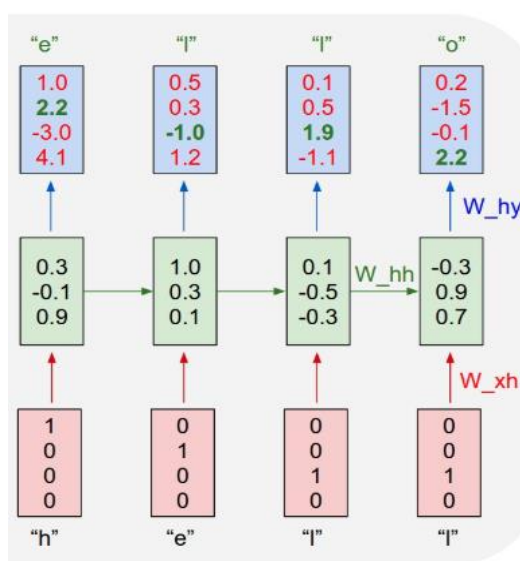 “e” “l” “l” “o”
1.0 0.5 0.1 0.2
2.2 0.3 0.5 -1.5
-3.0 -1.0 1.9 -0.1
4.1 1.2 -1.1 2.2
W_hy
W_hh
0.3 1.0 0.1 -0.3
-0.1 0.3 -0.5 0.9
0.9 0.1 -0.3 0.7
W_xh
1 0 0 0
0 1 0 0
0 0 1 1
0 0 0 0
“h” “e” “l” “l”